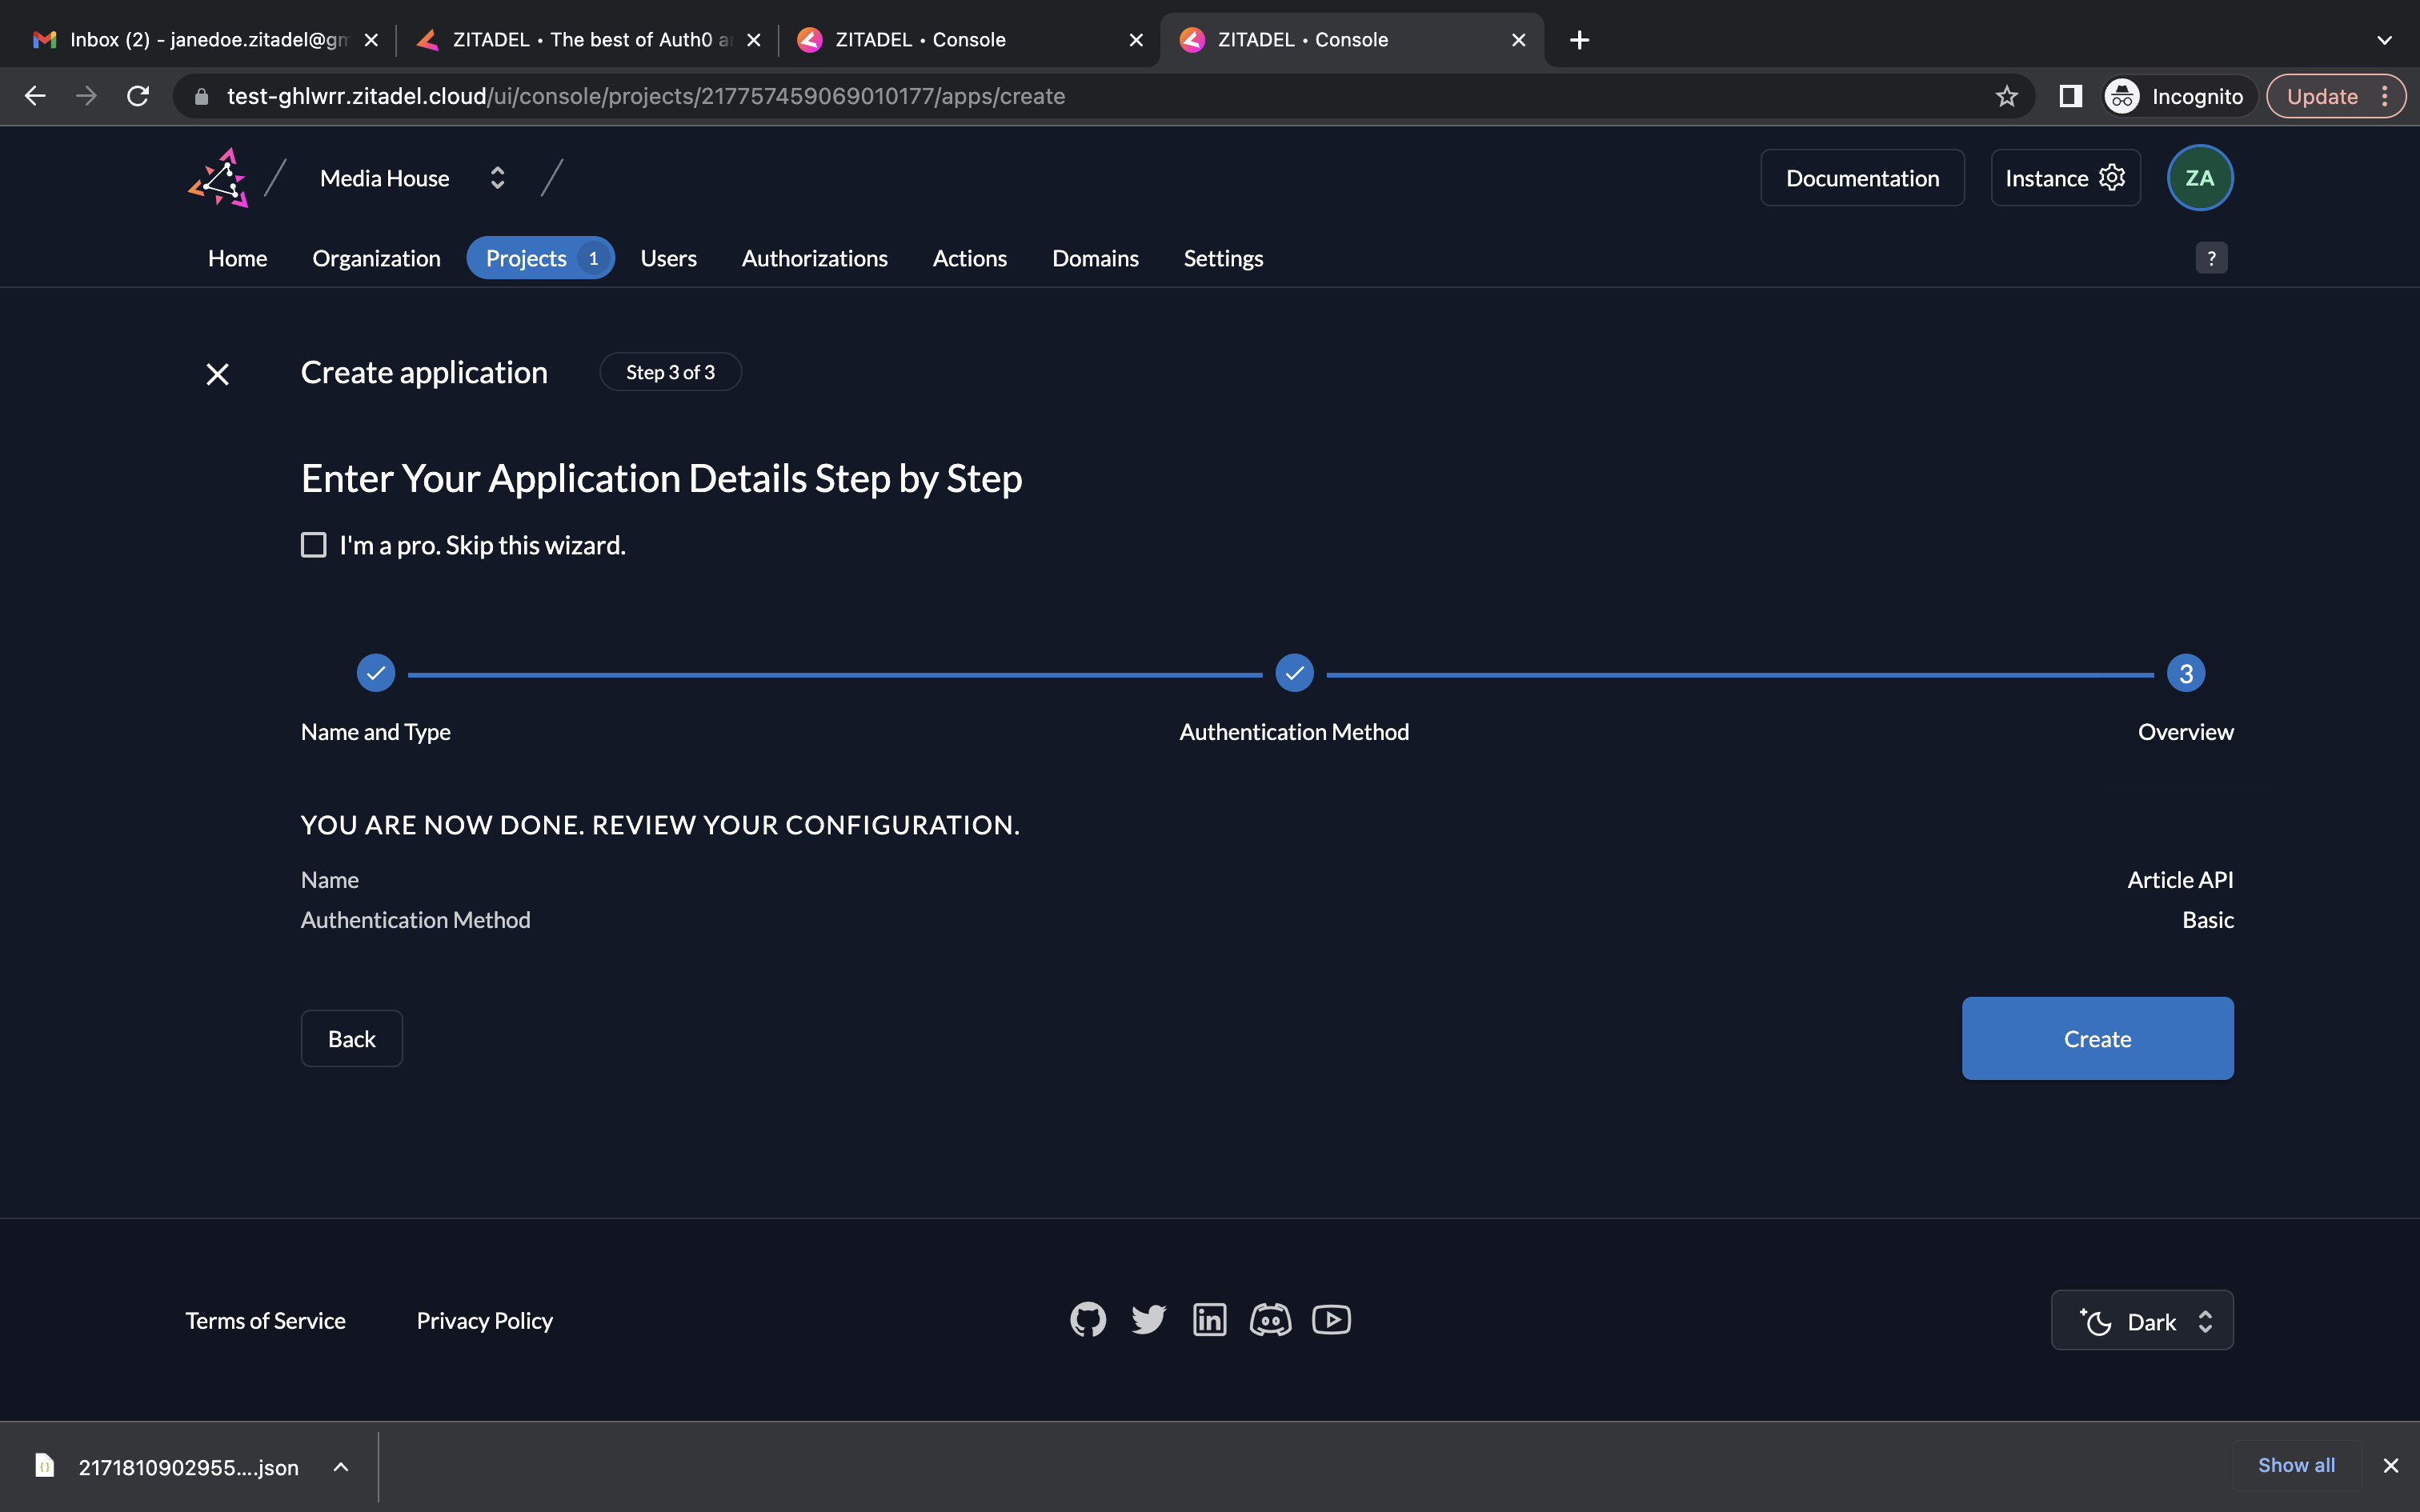 Inbox (2) - janedoe.zitadel@gm
ZITADEL • The best of Auth0 a
ZITADEL • Console
ZITADEL • Console
test-ghlwrr.zitadel.cloud/ui/console/projects/217757459069010177/apps/create
Incognito
Update
Media House
Documentation
Instance
ZA
Home
Organization
Projects 1
Users
Authorizations
Actions
Domains
Settings
?
Create application
Step 3 of 3
Enter Your Application Details Step by Step
I'm a pro. Skip this wizard.
3
Name and Type
Authentication Method
Overview
YOU ARE NOW DONE. REVIEW YOUR CONFIGURATION.
Name
Article API
Authentication Method
Basic
Back
Create
Terms of Service
Privacy Policy
in
Dark
2171810902955....json
Show all